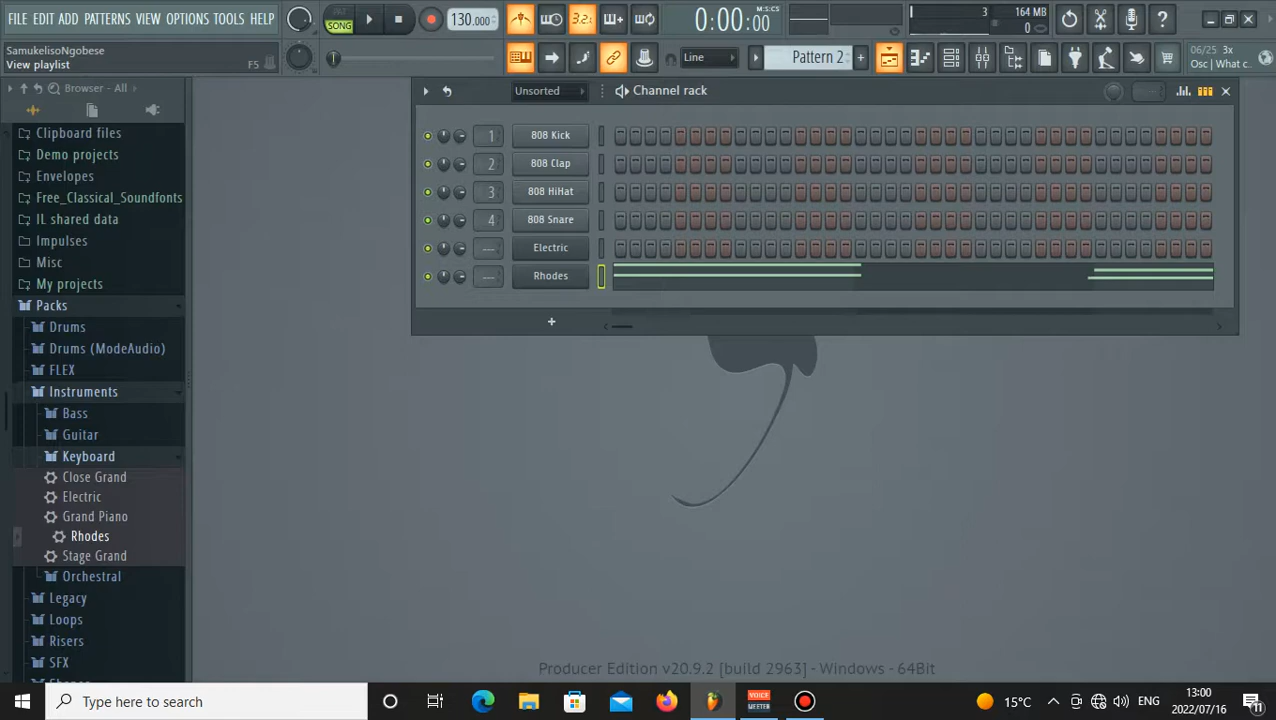 FILE EDIT ADD PATTERNS VIEW OPTIONS TOOLS HELP
PAT
SONG
130.000
3.2:
0:00:00
M:S:CS
3
164 MB
0
SamukelisoNgobese
View playlist
F5
Line
Pattern 2
06/25 3x
Osc | What c..
Browser - All
Unsorted
Channel rack
Clipboard files
Demo projects
Envelopes
Free_Classical_Soundfonts
IL shared data
Impulses
Misc
My projects
Packs
Drums
Drums (ModeAudio)
FLEX
Instruments
Bass
Guitar
Keyboard
Close Grand
Electric
Grand Piano
Rhodes
Stage Grand
Orchestral
Legacy
Loops
Risers
SFX
1 808 Kick
2 808 Clap
3 808 HiHat
4 808 Snare
--- Electric
--- Rhodes
+
Producer Edition v20.9.2 [build 2963] - Windows - 64Bit
Type here to search
VOICE
MEETER
15°C
ENG
13:00
2022/07/16
11